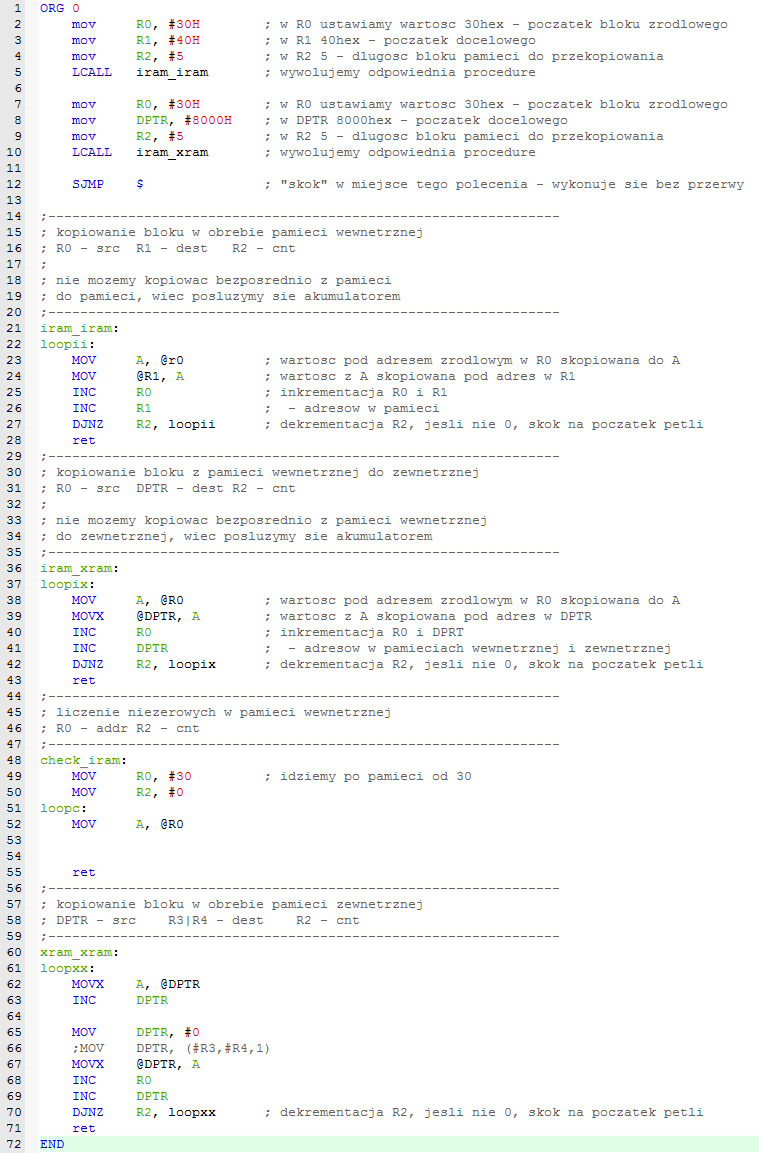 1 ORG 0
2 mov R0, #30H ; w R0 ustawiamy wartosc 30hex - poczatek bloku zrodlowego
3 mov R1, #40H ; w R1 40hex - poczatek docelowego
4 mov R2, #5 ; w R2 5 - dlugosc bloku pamieci do przekopiowania
5 LCALL iram_iram ; wywolujemy odpowiednia procedure
6
7 mov R0, #30H ; w R0 ustawiamy wartosc 30hex - poczatek bloku zrodlowego
8 mov DPTR, #8000H ; w DPTR 8000hex - poczatek docelowego
9 mov R2, #5 ; w R2 5 - dlugosc bloku pamieci do przekopiowania
10 LCALL iram_xram ; wywolujemy odpowiednia procedure
11
12 SJMP $ ; "skok" w miejsce tego polecenia - wykonuje sie bez przerwy
13
14 ;----------------------------------------------------------------
15 ; kopiowanie bloku w obrebie pamieci wewnetrznej
16 ; R0 - src R1 - dest R2 - cnt
17 ;
18 ; nie mozemy kopiowac bezposrednio z pamieci
19 ; do pamieci, wiec posluzymy sie akumulatorem
20 ;----------------------------------------------------------------
21 iram_iram:
22 loopii:
23 MOV A, @r0 ; wartosc pod adresem zrodlowym w R0 skopiowana do A
24 MOV @R1, A ; wartosc z A skopiowana pod adres w R1
25 INC R0 ; inkrementacja R0 i R1
26 INC R1 ; - adresow w pamieci
27 DJNZ R2, loopii ; dekrementacja R2, jesli nie 0, skok na poczatek petli
28 ret
29 ;----------------------------------------------------------------
30 ; kopiowanie bloku z pamieci wewnetrznej do zewnetrznej
31 ; R0 - src DPTR - dest R2 - cnt
32 ;
33 ; nie mozemy kopiowac bezposrednio z pamieci wewnetrznej
34 ; do zewnetrznej, wiec posluzymy sie akumulatorem
35 ;----------------------------------------------------------------
36 iram_xram:
37 loopix:
38 MOV A, @R0 ; wartosc pod adresem zrodlowym w R0 skopiowana do A
39 MOVX @DPTR, A ; wartosc z A skopiowana pod adres w DPTR
40 INC R0 ; inkrementacja R0 i DPRT
41 INC DPTR ; - adresow w pamieciach wewnetrznej i zewnetrznej
42 DJNZ R2, loopix ; dekrementacja R2, jesli nie 0, skok na poczatek petli
43 ret
44 ;----------------------------------------------------------------
45 ; liczenie niezerowych w pamieci wewnetrznej
46 ; R0 - addr R2 - cnt
47 ;----------------------------------------------------------------
48 check_iram:
49 MOV R0, #30 ; idziemy po pamieci od 30
50 MOV R2, #0
51 loopc:
52 MOV A, @R0
53
54
55 ret
56 ;----------------------------------------------------------------
57 ; kopiowanie bloku w obrebie pamieci zewnetrznej
58 ; DPTR - src R3|R4 - dest R2 - cnt
59 ;----------------------------------------------------------------
60 xram_xram:
61 loopxx:
62 MOVX A, @DPTR
63 INC DPTR
64
65 MOV DPTR, #0
66 ;MOV DPTR, (#R3,#R4,1)
67 MOVX @DPTR, A
68 INC R0
69 INC DPTR
70 DJNZ R2, loopxx ; dekrementacja R2, jesli nie 0, skok na poczatek petli
71 ret
72 END